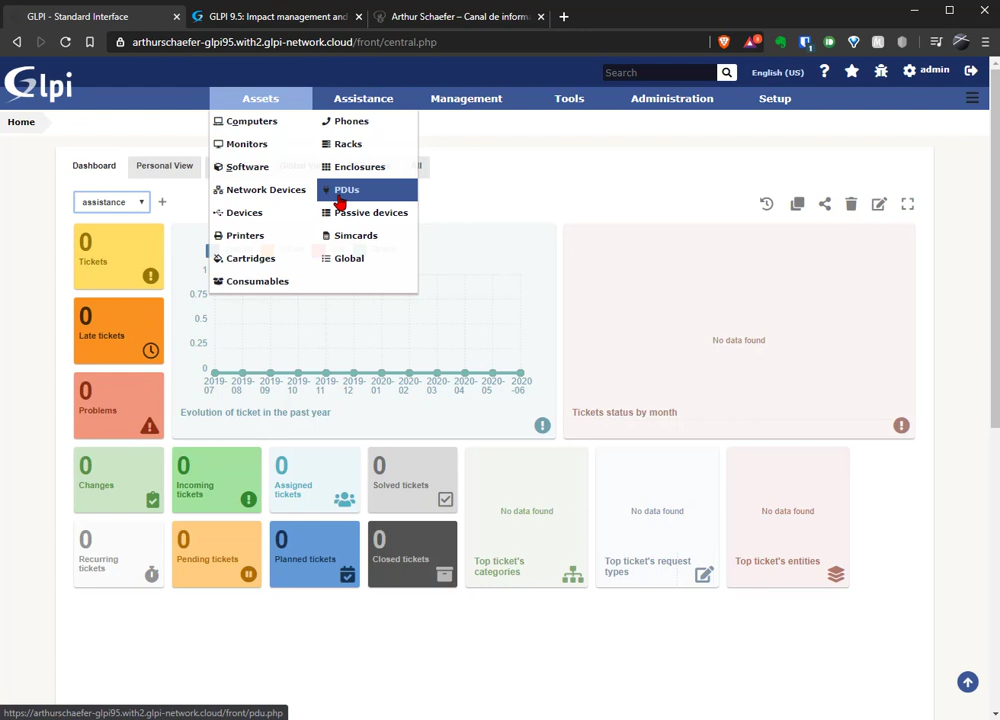 GLPI - Standard Interface
GLPI 9.5: Impact management and
Arthur Schaefer – Canal de inform
arthurschaefer-glpi95.with2.glpi-network.cloud/front/central.php
Glpi
Search
English (US)
?
admin
Assets
Assistance
Management
Tools
Administration
Setup
Home
Computers
Phones
Monitors
Racks
Software
Enclosures
Network Devices
PDUs
Devices
Passive devices
Printers
Simcards
Cartridges
Global
Consumables
Dashboard
Personal View
assistance
0
Tickets
0
Late tickets
0
Problems
1
0.75
0.5
0.25
0
2019-07
2019-08
2019-09
2019-10
2019-11
2019-12
2020-01
2020-02
2020-03
2020-04
2020-05
2020-06
Evolution of ticket in the past year
No data found
Tickets status by month
0
Changes
0
Incoming
tickets
0
Assigned
tickets
0
Solved tickets
No data found
Top ticket's
categories
No data found
Top ticket's request
types
No data found
Top ticket's entities
0
Recurring
tickets
0
Pending tickets
0
Planned tickets
0
Closed tickets
https://arthurschaefer-glpi95.with2.glpi-network.cloud/front/pdu.php